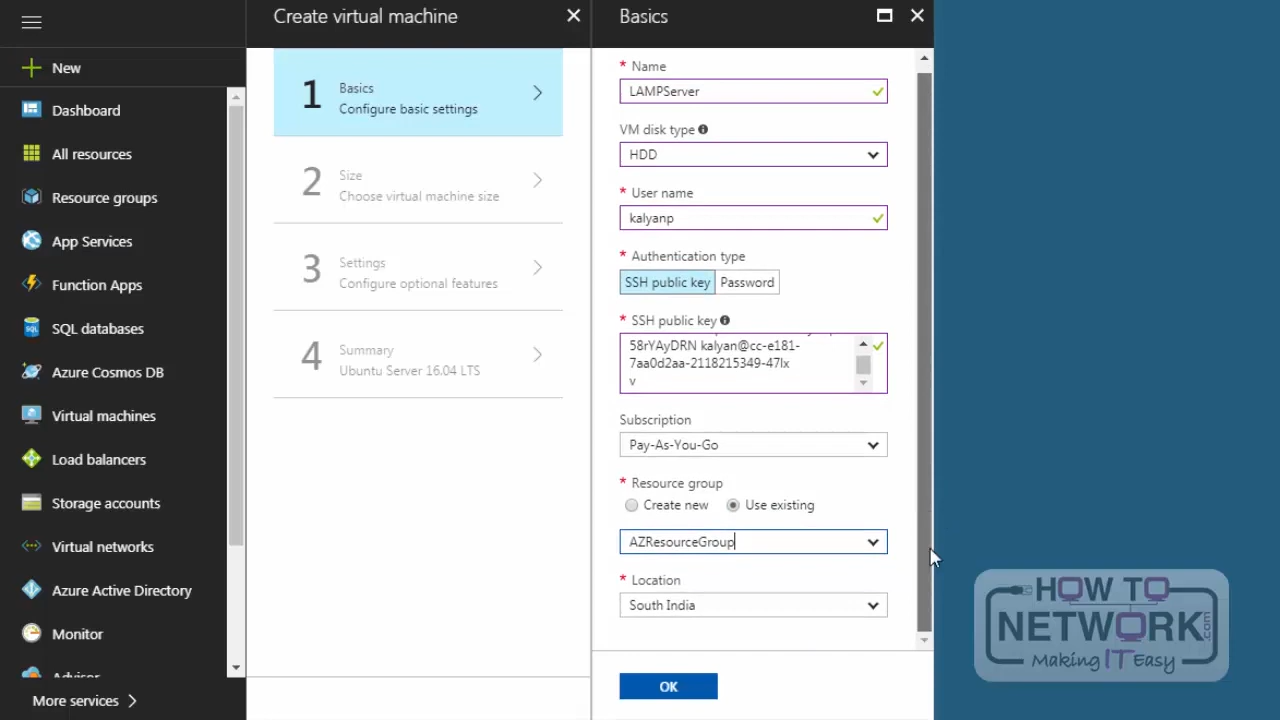 New
Dashboard
All resources
Resource groups
App Services
Function Apps
SQL databases
Azure Cosmos DB
Virtual machines
Load balancers
Storage accounts
Virtual networks
Azure Active Directory
Monitor
Advisor
More services
Create virtual machine
1
Basics
Configure basic settings
2
Size
Choose virtual machine size
3
Settings
Configure optional features
4
Summary
Ubuntu Server 16.04 LTS
Basics
* Name
LAMPServer
VM disk type
HDD
* User name
kalyanp
* Authentication type
SSH public key Password
* SSH public key
58rYAyDRN kalyan@cc-e181-
7aa0d2aa-2118215349-47lx
v
Subscription
Pay-As-You-Go
* Resource group
Create new Use existing
AZResourceGroup
* Location
South India
OK
HOW TO
NETWORK.com
Making IT Easy